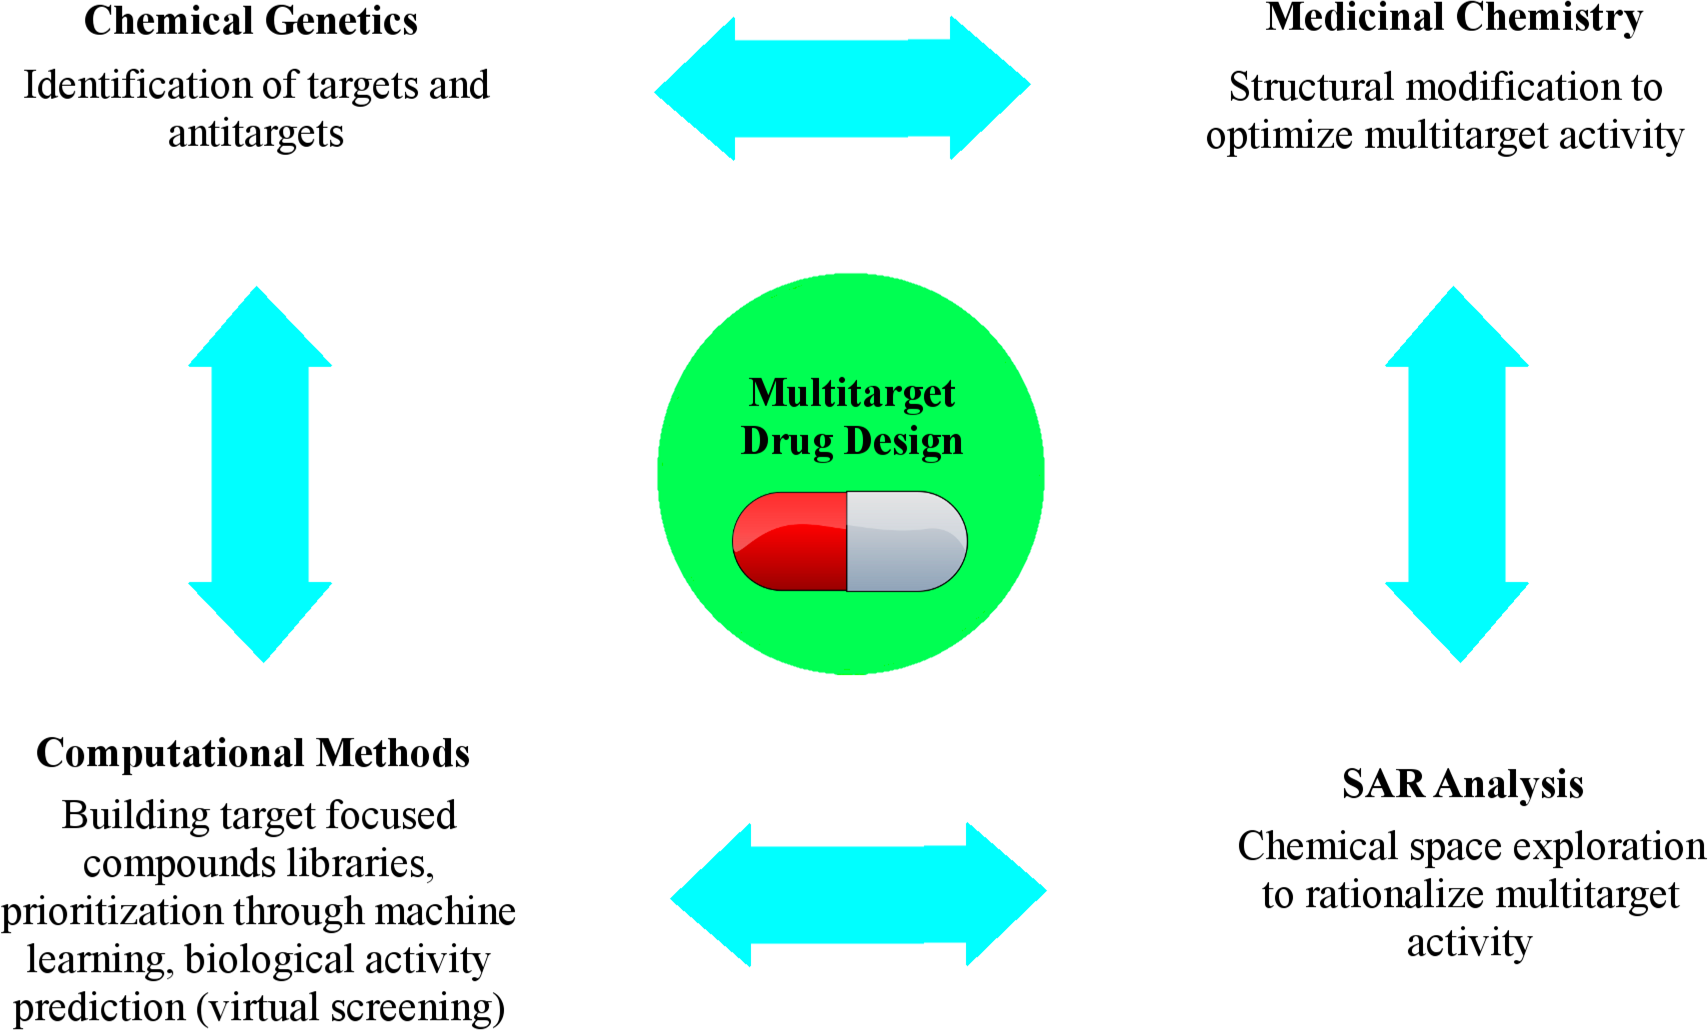 Chemical Genetics
Identification of targets and
antitargets
Medicinal Chemistry
Structural modification to
optimize multitarget activity
Multitarget
Drug Design
Computational Methods
Building target focused
compounds libraries,
prioritization through machine
learning, biological activity
prediction (virtual screening)
SAR Analysis
Chemical space exploration
to rationalize multitarget
activity